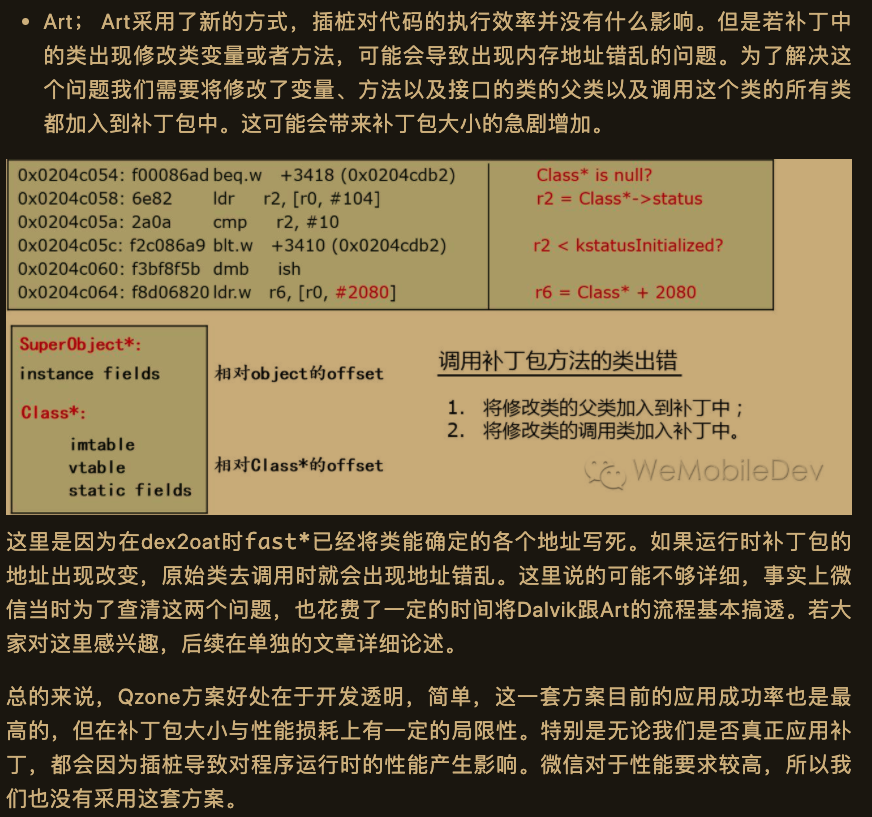 • Art； Art采用了新的方式，插桩对代码的执行效率并没有什么影响。但是若补丁中
的类出现修改类变量或者方法，可能会导致出现内存地址错乱的问题。为了解决这
个问题我们需要将修改了变量、方法以及接口的类的父类以及调用这个类的所有类
都加入到补丁包中。这可能会带来补丁包大小的急剧增加。
0x0204c054: f00086ad beq.w +3418 (0x0204cdb2) Class* is null?
0x0204c058: 6e82 ldr r2, [r0, #104] r2 = Class*->status
0x0204c05a: 2a0a cmp r2, #10
0x0204c05c: f2c086a9 blt.w +3410 (0x0204cdb2) r2 < kstatusInitialized?
0x0204c060: f3bf8f5b dmb ish
0x0204c064: f8d06820 ldr.w r6, [r0, #2080] r6 = Class* + 2080
SuperObject*:
instance fields 相对object的offset
Class*:
imtable
vtable 相对Class*的offset
static fields
调用补丁包方法的类出错
1. 将修改类的父类加入到补丁中；
2. 将修改类的调用类加入补丁中。
WeMobileDev
这里是因为在dex2oat时fast*已经将类能确定的各个地址写死。如果运行时补丁包的
地址出现改变，原始类去调用时就会出现地址错乱。这里说的可能不够详细，事实上微
信当时为了查清这两个问题，也花费了一定的时间将Dalvik跟Art的流程基本搞透。若大
家对这里感兴趣，后续在单独的文章详细论述。
总的来说，Qzone方案好处在于开发透明，简单，这一套方案目前的应用成功率也是最
高的，但在补丁包大小与性能损耗上有一定的局限性。特别是无论我们是否真正应用补
丁，都会因为插桩导致对程序运行时的性能产生影响。微信对于性能要求较高，所以我
们也没有采用这套方案。